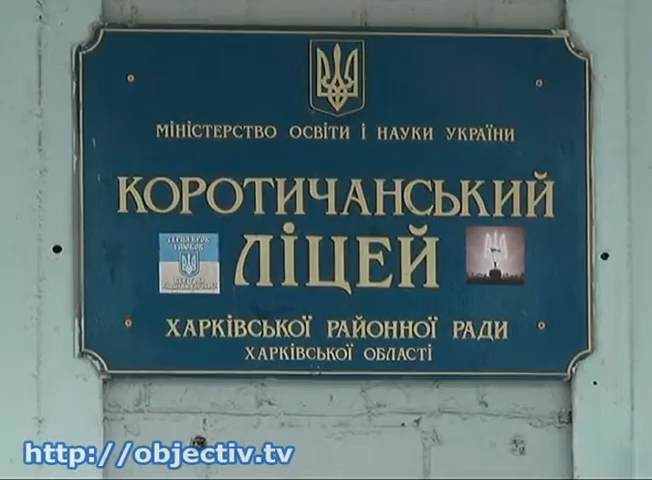 МІНІСТЕРСТВО ОСВІТИ І НАУКИ УКРАЇНИ
КОРОТИЧАНСЬКИЙ
ЛІЦЕЙ
ХАРКІВСЬКОЇ РАЙОННОЇ РАДИ
ХАРКІВСЬКОЇ ОБЛАСТІ
http://objectiv.tv